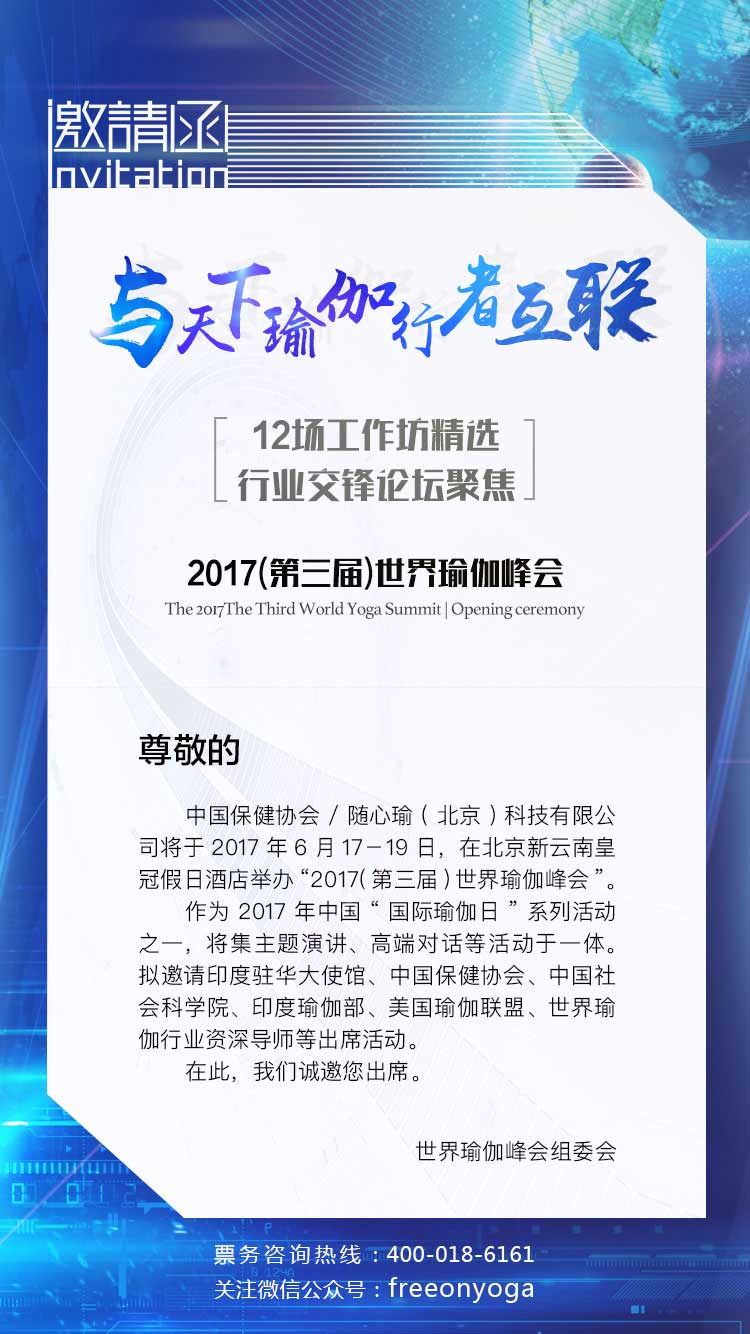 邀請函
Invitation
与天下瑜伽行者互联
12场工作坊精选
行业交锋论坛聚焦
2017(第三届)世界瑜伽峰会
The 2017The Third World Yoga Summit | Opening ceremony
尊敬的
中国保健协会 / 随心瑜（北京）科技有限公
司将于 2017 年 6 月 17－19 日，在北京新云南皇
冠假日酒店举办“2017(第三届)世界瑜伽峰会”。
作为 2017 年中国“国际瑜伽日”系列活动
之一，将集主题演讲、高端对话等活动于一体。
拟邀请印度驻华大使馆、中国保健协会、中国社
会科学院、印度瑜伽部、美国瑜伽联盟、世界瑜
伽行业资深导师等出席活动。
在此，我们诚邀您出席。
世界瑜伽峰会组委会
票务咨询热线：400-018-6161
关注微信公众号：freeonyoga